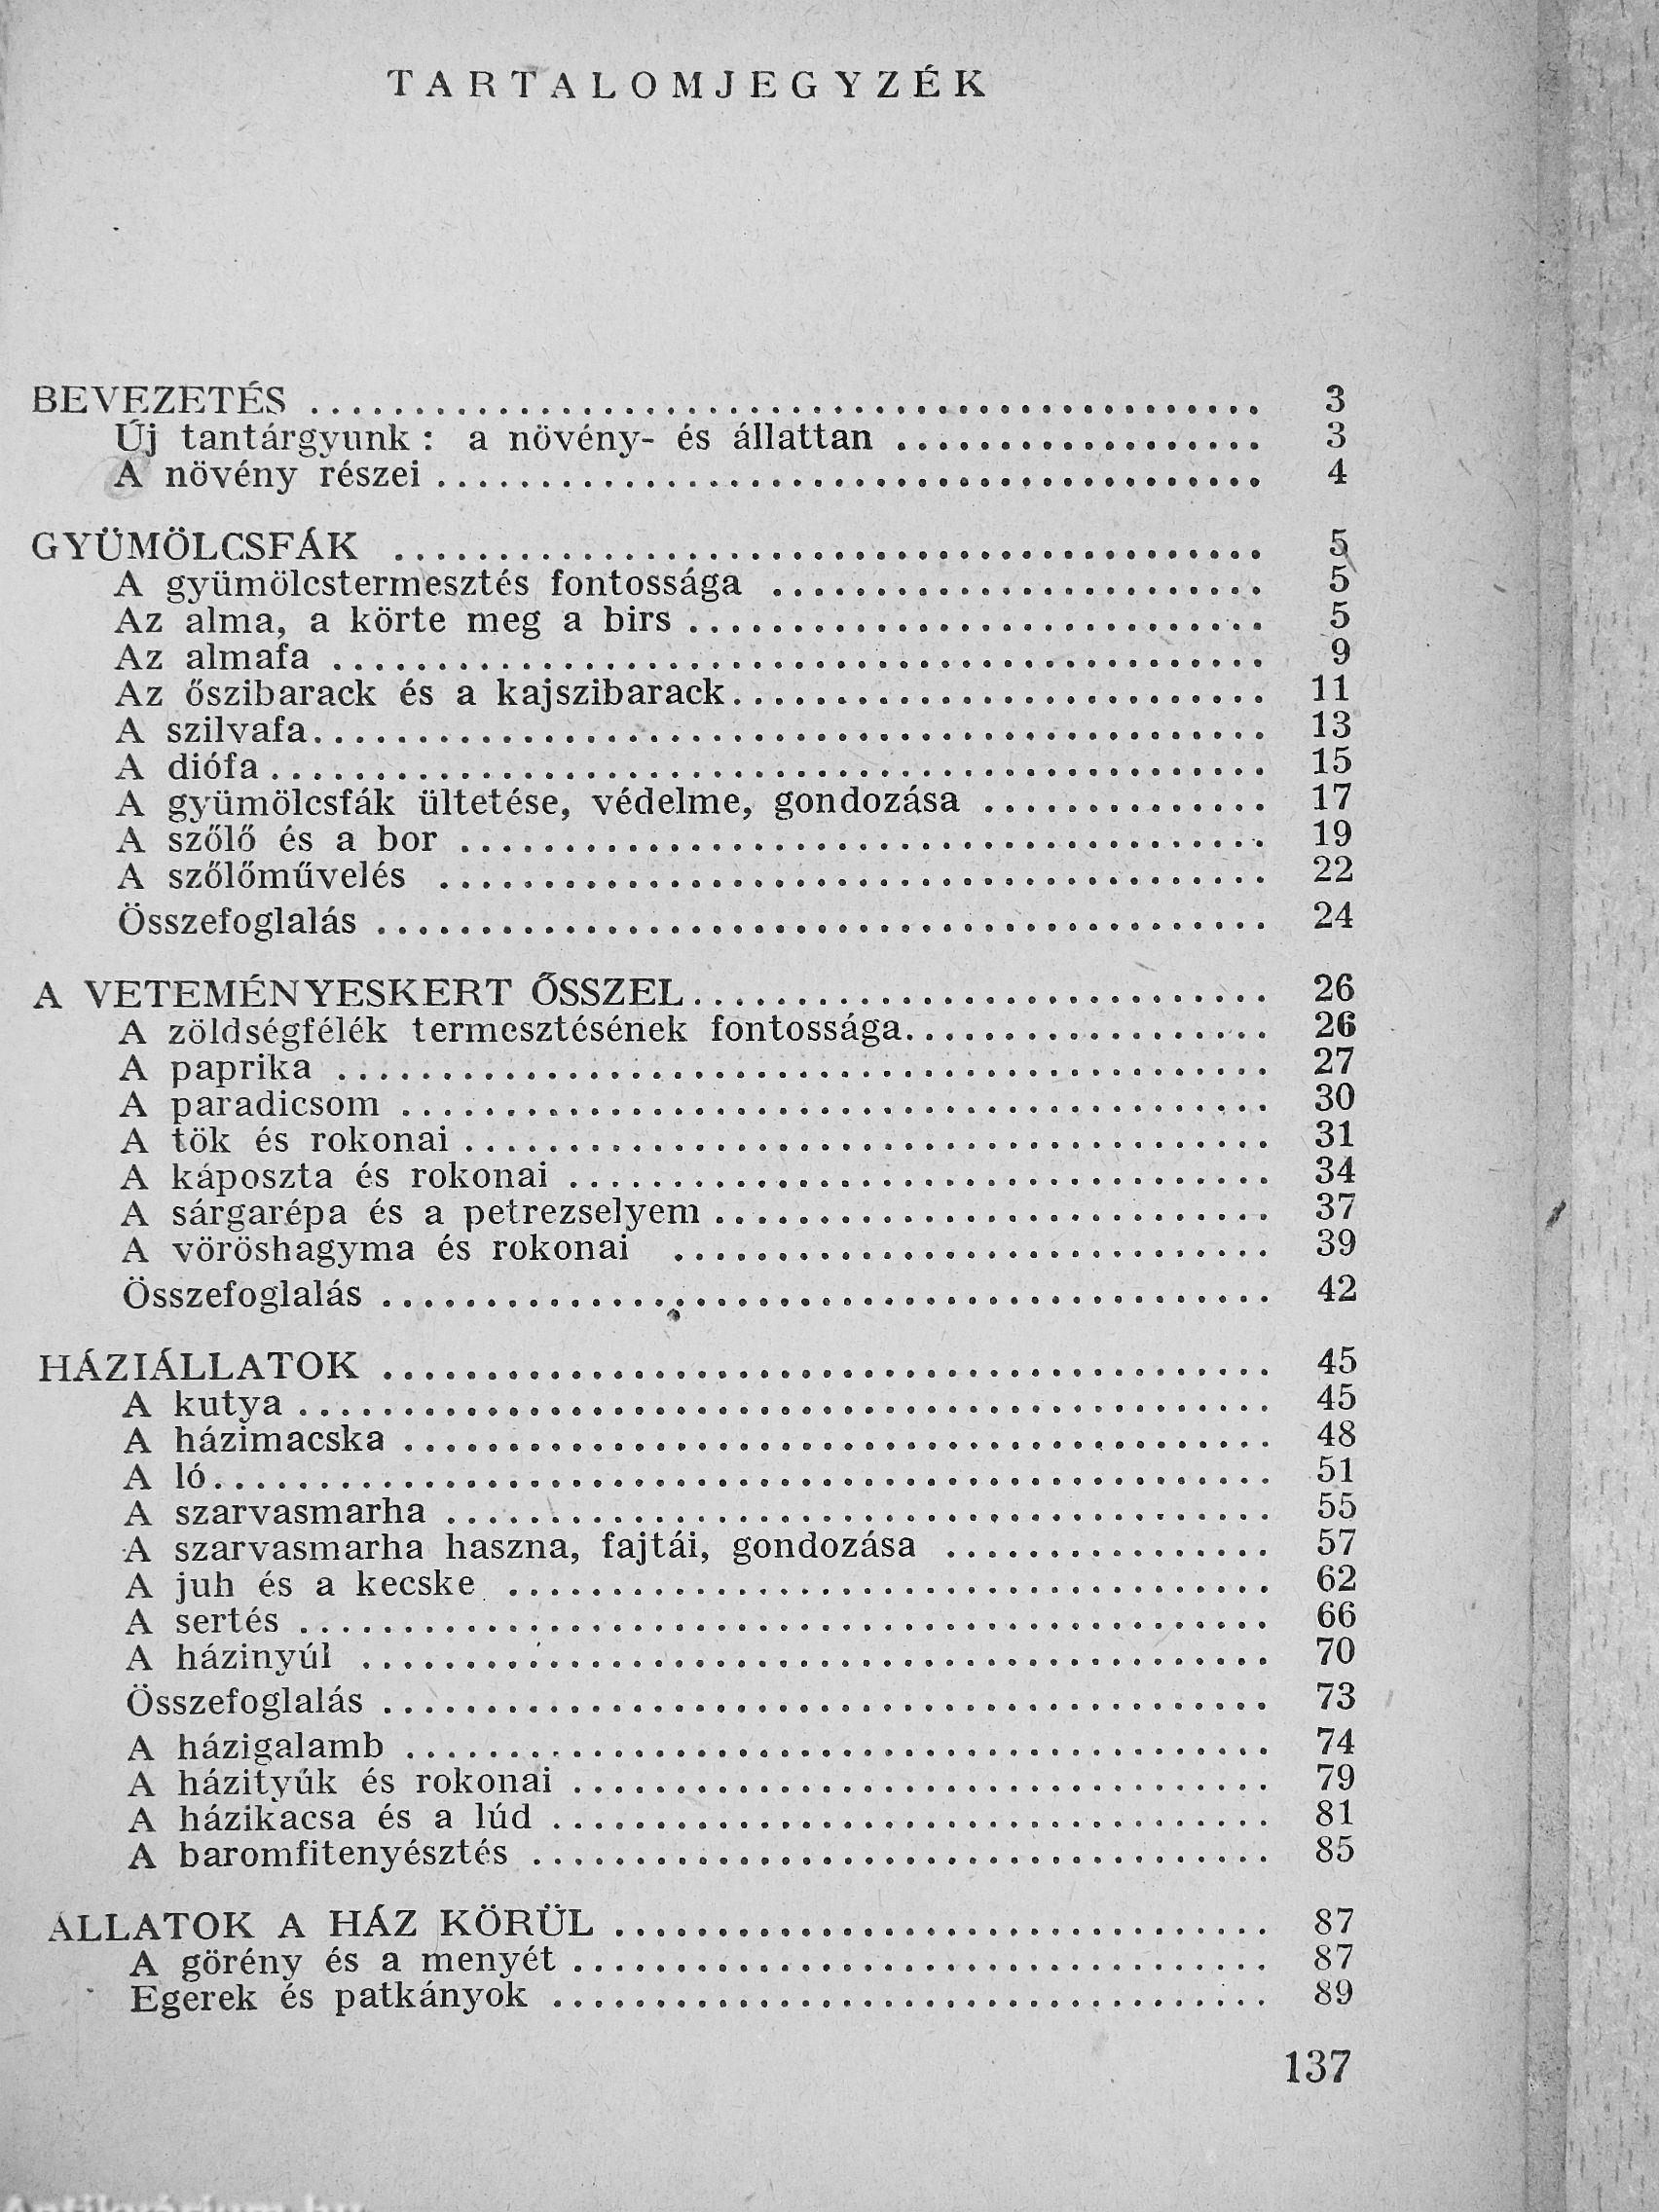 TARTALOMJEGYZÉK
BEVEZETÉS ........................................ 3
Új tantárgyunk : a növény- és állattan .................. 3
A növény részei ........................................ 4
GYÜMÖLCSFÁK ........................................ 5
A gyümölcstermesztés fontossága ........................ 5
Az alma, a körte meg a birs ............................ 5
Az almafa ........................................ 9
Az őszibarack és a kajszibarack .......................... 11
A szilvafa ........................................ 13
A diófa ........................................ 15
A gyümölcsfák ültetése, védelme, gondozása .............. 17
A szőlő és a bor ........................................ 19
A szőlőművelés ........................................ 22
Összefoglalás ........................................ 24
A VETEMÉNYESKERT ŐSSZEL ............................ 26
A zöldségfélék termesztésének fontossága .................. 26
A paprika ........................................ 27
A paradicsom ........................................ 30
A tök és rokonai ........................................ 31
A káposzta és rokonai .................................. 34
A sárgarépa és a petrezselyem ........................... 37
A vöröshagyma és rokonai ............................. 39
Összefoglalás ........................................ 42
HÁZIÁLLATOK ........................................ 45
A kutya ........................................ 45
A házimacska ........................................ 48
A ló ........................................ 51
A szarvasmarha ........................................ 55
A szarvasmarha haszna, fajtái, gondozása ................ 57
A juh és a kecske ..................................... 62
A sertés ........................................ 66
A házinyúl ........................................ 70
Összefoglalás ........................................ 73
A házigalamb ........................................ 74
A házityúk és rokonai .................................. 79
A házikacsa és a lúd ................................... 81
A baromfitenyésztés .................................... 85
ÁLLATOK A HÁZ KÖRÜL ................................ 87
A görény és a menyét .................................. 87
Egerek és patkányok ................................... 89
137